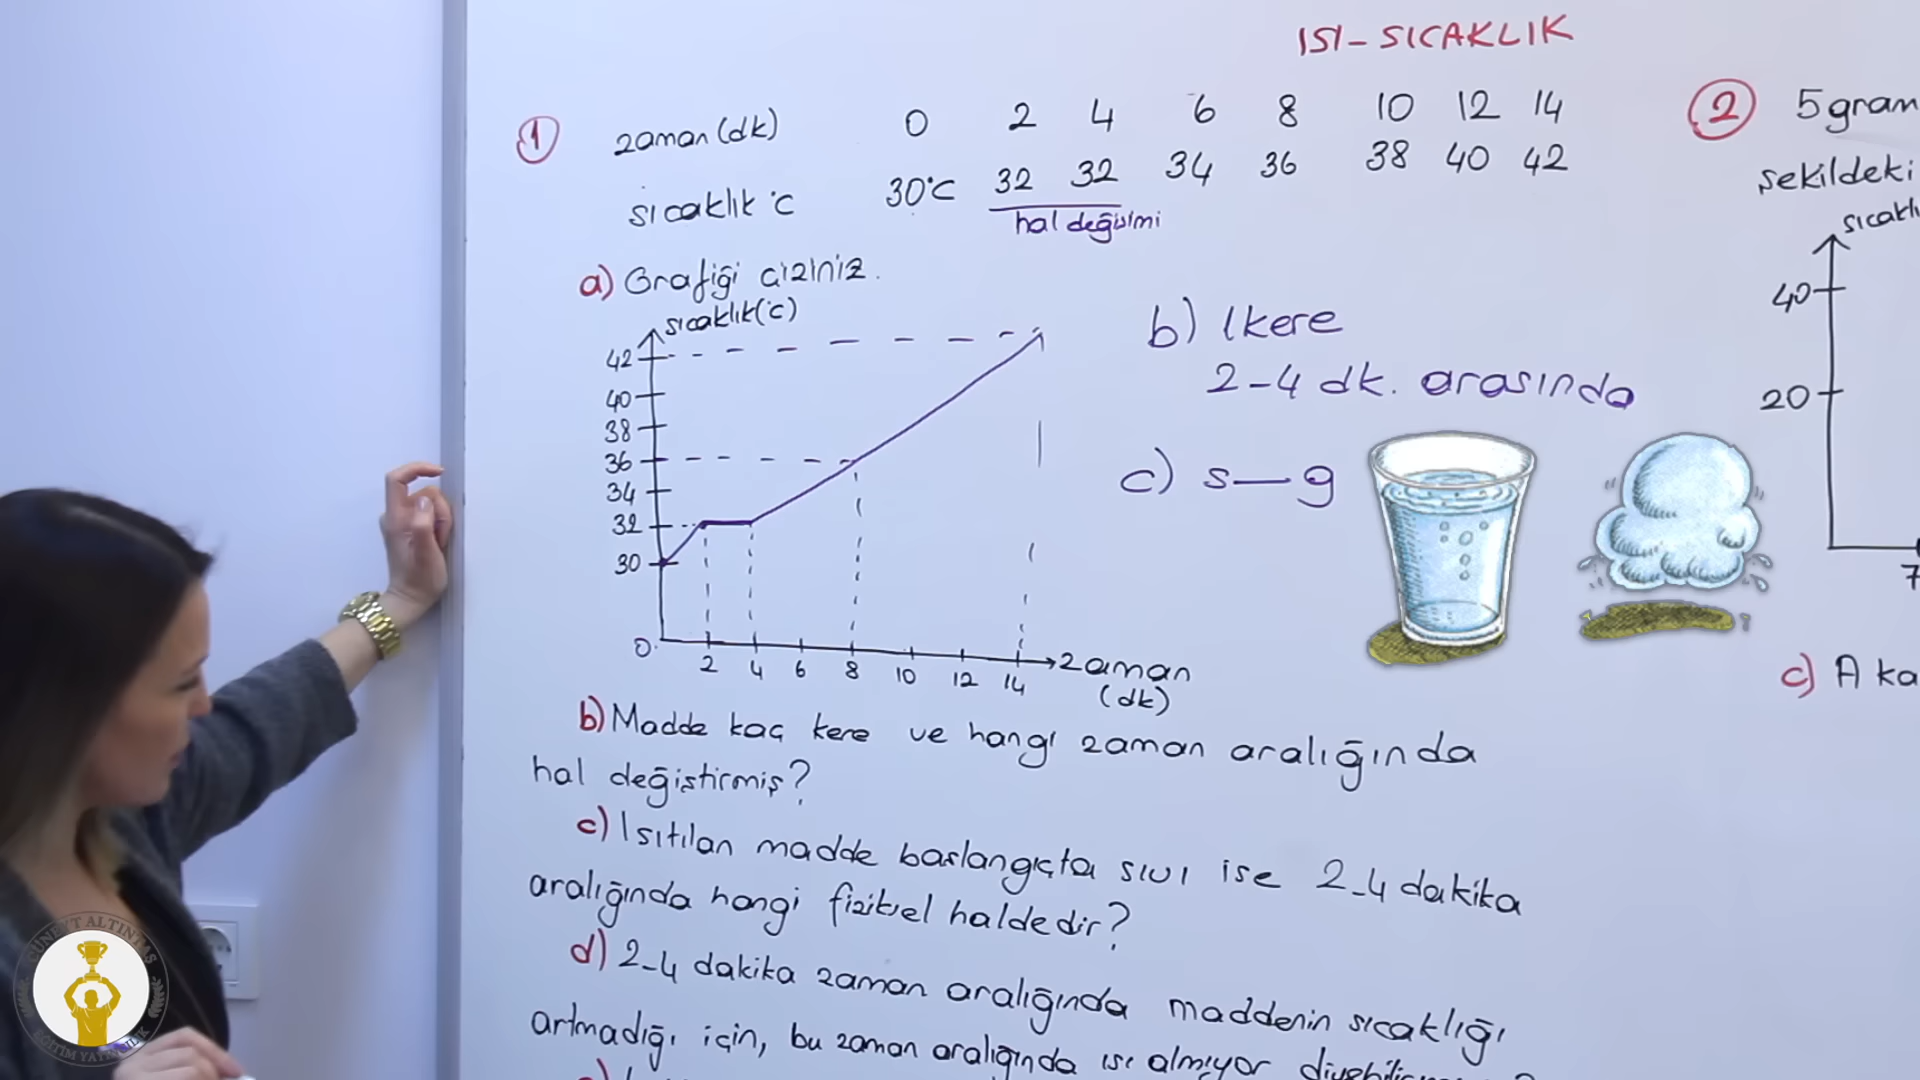 ISI - SICAKLIK
1 zaman (dk) 0 2 4 6 8 10 12 14
sıcaklık °C 30°C 32 32 34 36 38 40 42
hal değişimi
a) Grafiği çiziniz.
sıcaklık (°C)
42
40
38
36
34
32
30
0
2 4 6 8 10 12 14
zaman
(dk)
b) 1 kere
2-4 dk. arasında
c) s—g
b) Madde kaç kere ve hangi zaman aralığında
hal değiştirmiş?
c) Isıtılan madde başlangıçta sıvı ise 2-4 dakika
aralığında hangi fiziksel haldedir?
d) 2-4 dakika zaman aralığında maddenin sıcaklığı
artmadığı için, bu zaman aralığında ısı almıyor
2 5 gram
şekildeki
40
20
7
c) A
CÜNEYT ALTINTAŞ